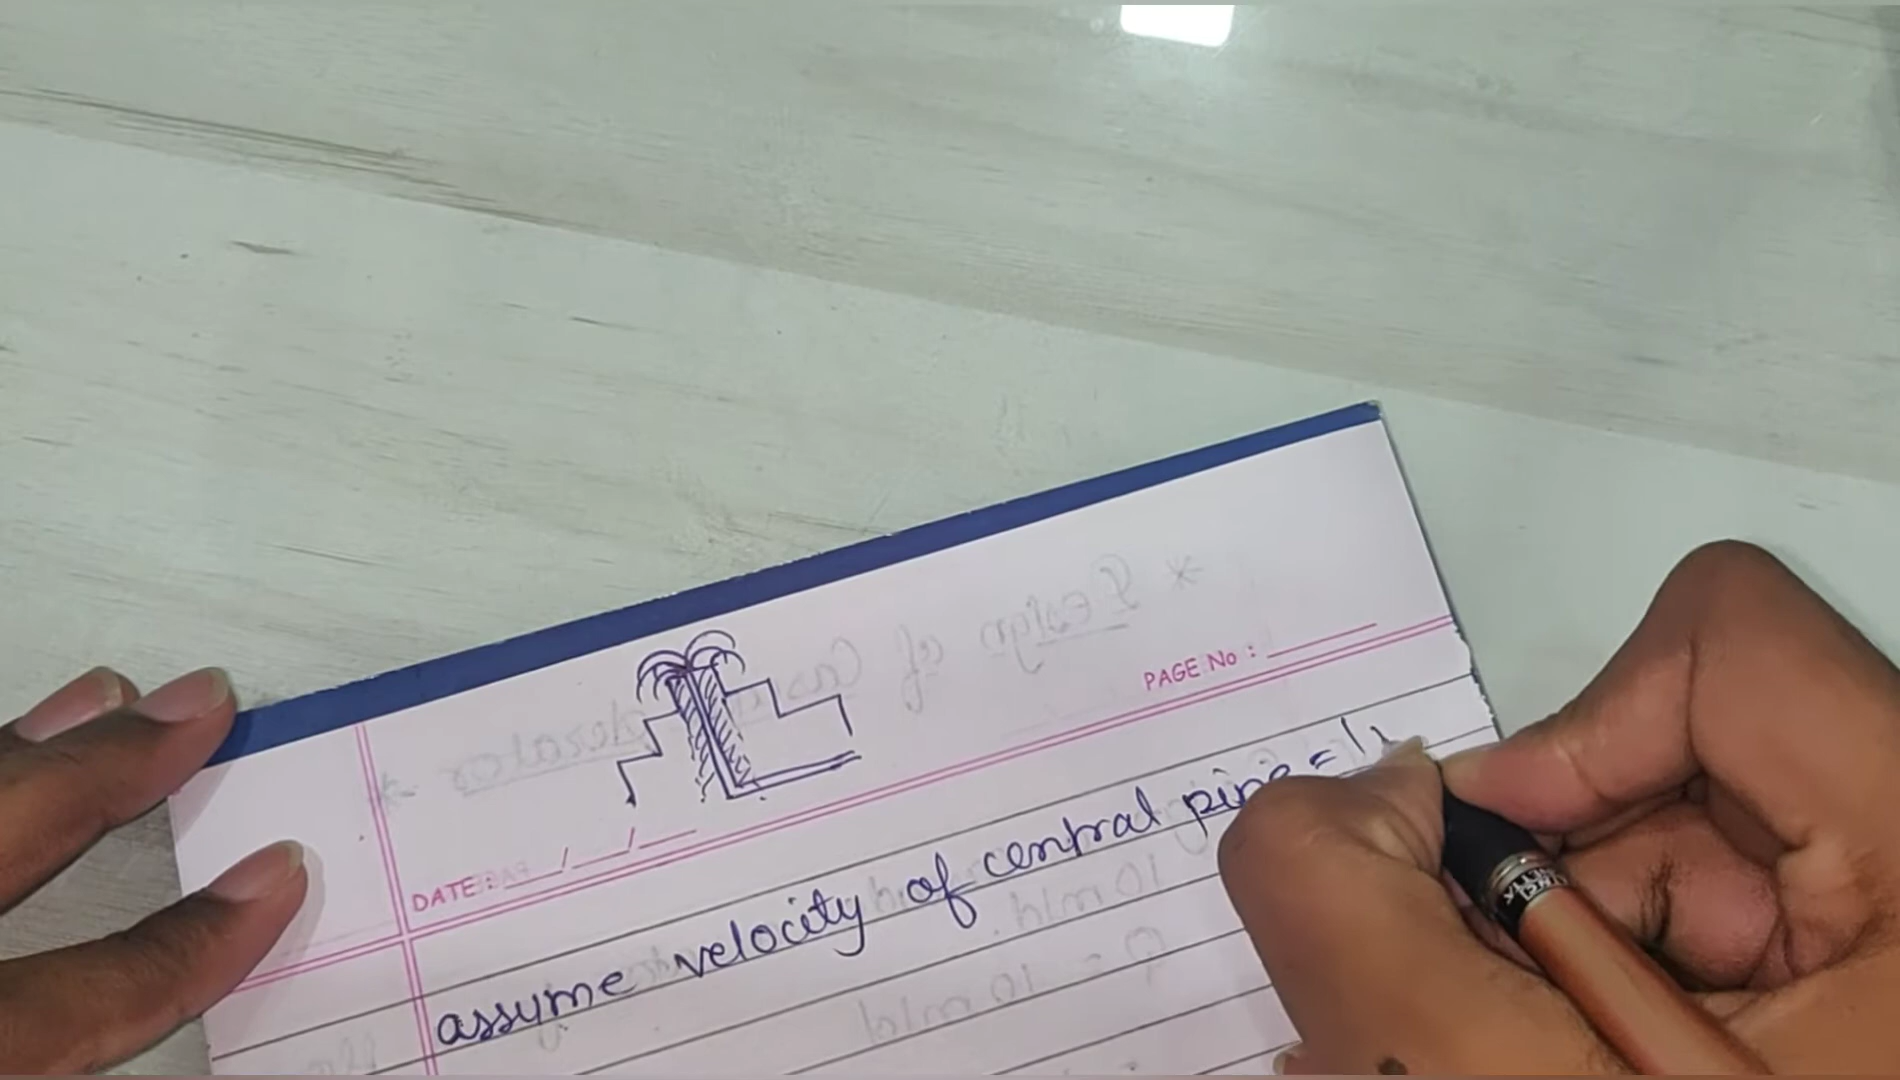 PAGE No :
DATE :
assume velocity of central pipe = 1